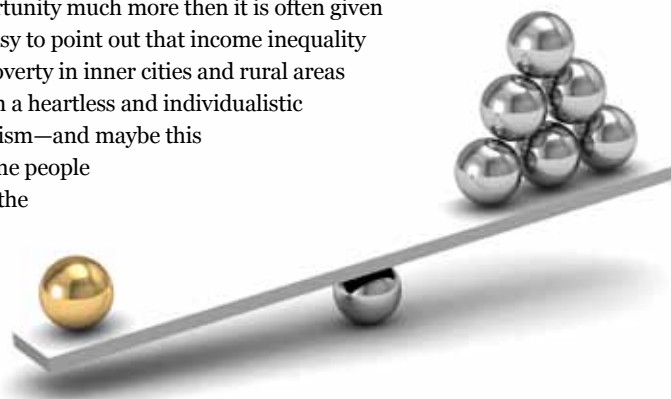 rtunity much more then it is often given
sy to point out that income inequality
overty in inner cities and rural areas
a heartless and individualistic
ism—and maybe this
ne people
the